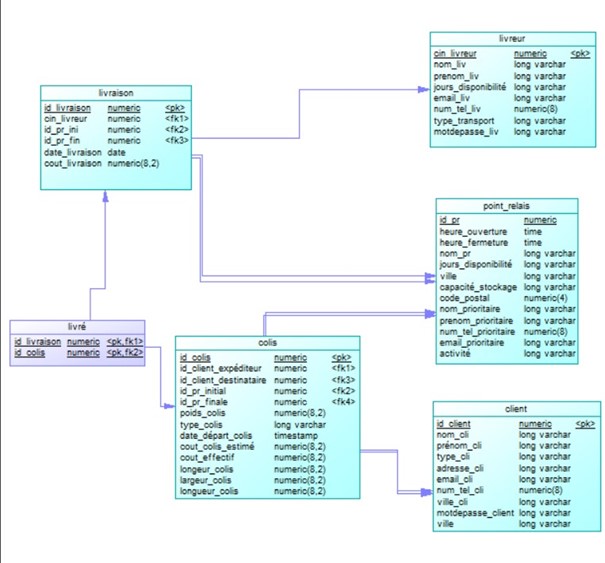 livreur
cin_livreur numeric <pk>
nom_liv long varchar
prenom_liv long varchar
jours_disponibilité long varchar
email_liv long varchar
num_tel_liv numeric(8)
type_transport long varchar
motdepasse_liv long varchar
livraison
id_livraison numeric <pk>
cin_livreur numeric <fk1>
id_pr_ini numeric <fk2>
id_pr_fin numeric <fk3>
date_livraison date
cout_livraison numeric(8,2)
point_relais
id_pr numeric
heure_ouverture time
heure_fermeture time
nom_pr long varchar
jours_disponibilité long varchar
ville long varchar
capacité_stockage long varchar
code_postal numeric(4)
nom_prioritaire long varchar
prenom_prioritaire long varchar
num_tel_prioritaire numeric(8)
email_prioritaire long varchar
activité long varchar
livré
id_livraison numeric <pk,fk1>
id_colis numeric <pk,fk2>
colis
id_colis numeric <pk>
id_client_expéditeur numeric <fk1>
id_client_destinataire numeric <fk3>
id_pr_initial numeric <fk2>
id_pr_finale numeric <fk4>
poids_colis numeric(8,2)
type_colis long varchar
date_départ_colis timestamp
cout_colis_estimé numeric(8,2)
cout_effectif numeric(8,2)
longeur_colis numeric(8,2)
largeur_colis numeric(8,2)
longueur_colis numeric(8,2)
client
id_client numeric <pk>
nom_cli long varchar
prénom_cli long varchar
type_cli long varchar
adresse_cli long varchar
email_cli long varchar
num_tel_cli numeric(8)
ville_cli long varchar
motdepasse_client long varchar
ville long varchar